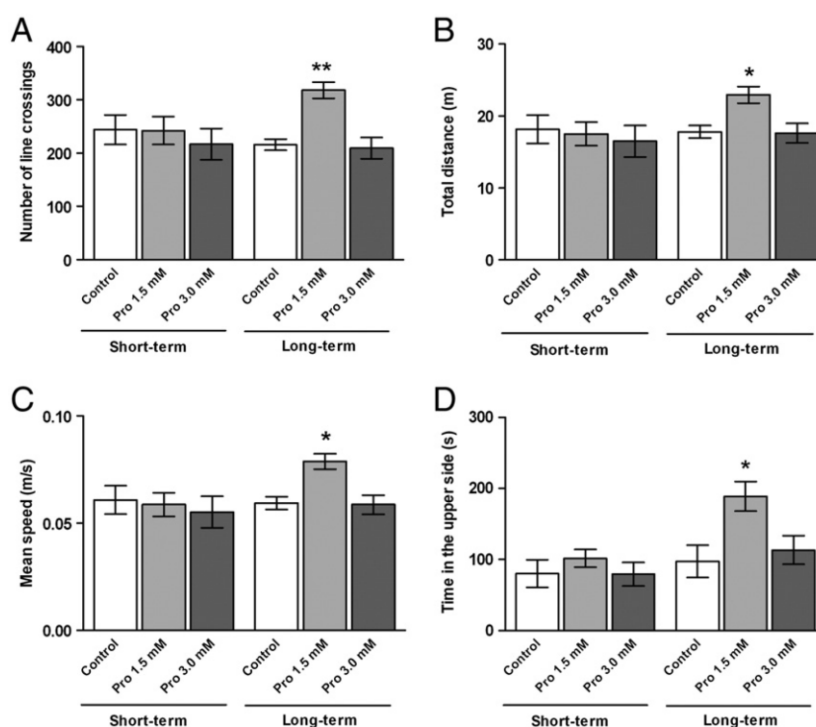 A
Number of line crossings
400
300
200
100
0
**
Control
Pro 1.5 mM
Pro 3.0 mM
Control
Pro 1.5 mM
Pro 3.0 mM
Short-term
Long-term
B
Total distance (m)
30
20
10
0
*
Control
Pro 1.5 mM
Pro 3.0 mM
Control
Pro 1.5 mM
Pro 3.0 mM
Short-term
Long-term
C
Mean speed (m/s)
0.10
0.05
0.00
*
Control
Pro 1.5 mM
Pro 3.0 mM
Control
Pro 1.5 mM
Pro 3.0 mM
Short-term
Long-term
D
Time in the upper side (s)
300
200
100
0
*
Control
Pro 1.5 mM
Pro 3.0 mM
Control
Pro 1.5 mM
Pro 3.0 mM
Short-term
Long-term